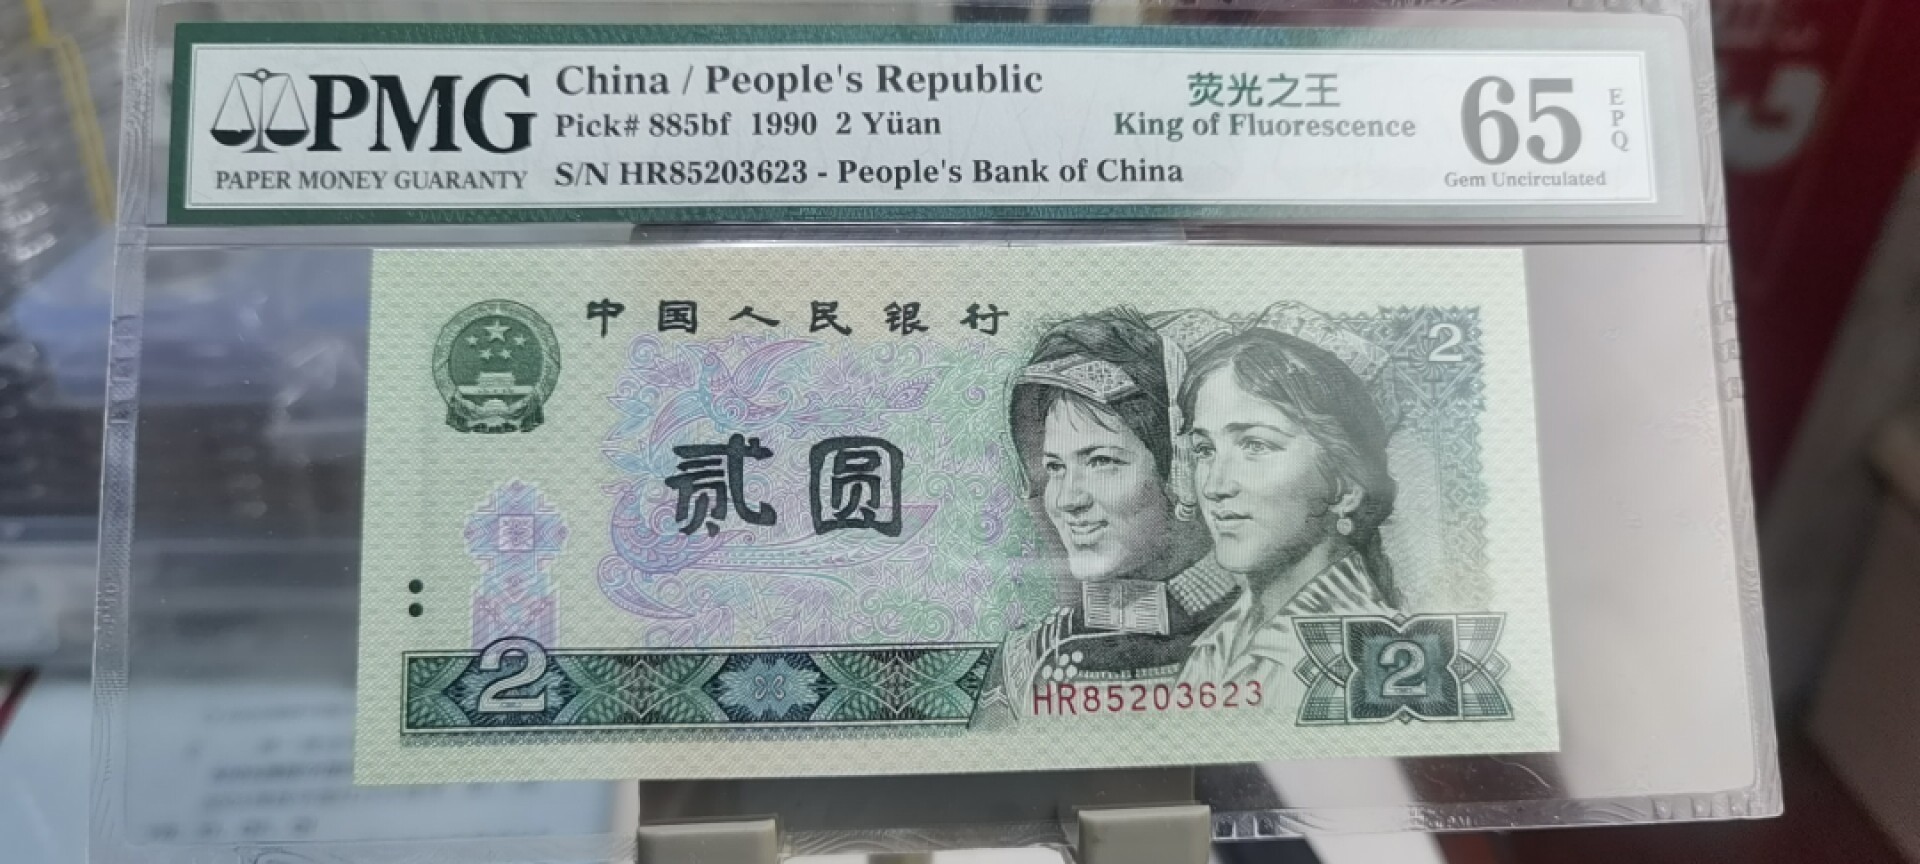 PMG
PAPER MONEY GUARANTY
China / People's Republic
Pick# 885bf 1990 2 Yüan
S/N HR85203623 - People's Bank of China
荧光之王
King of Fluorescence
65
EPQ
Gem Uncirculated
中国人民银行
2
贰圆
2
HR85203623
2